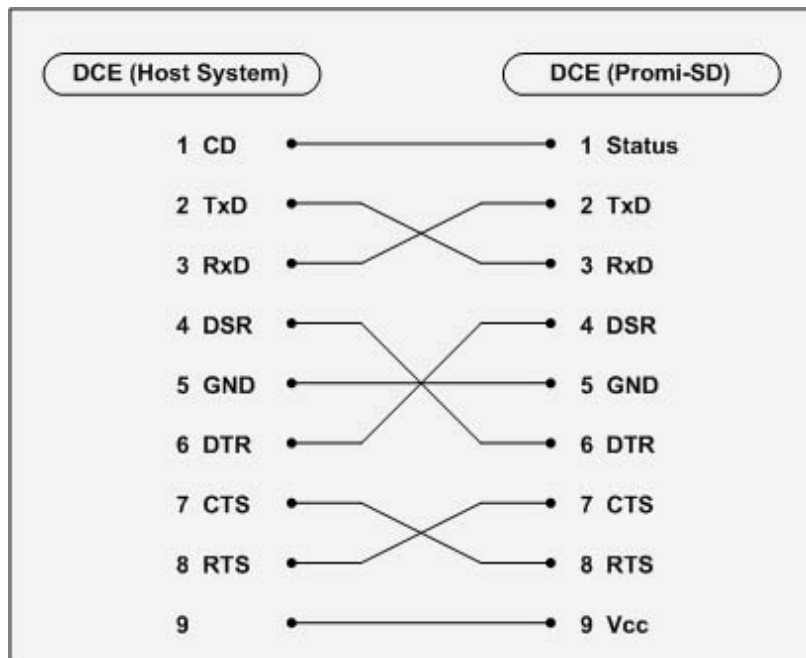 DCE (Host System) DCE (Promi-SD)
1 CD 1 Status
2 TxD 2 TxD
3 RxD 3 RxD
4 DSR 4 DSR
5 GND 5 GND
6 DTR 6 DTR
7 CTS 7 CTS
8 RTS 8 RTS
9 9 Vcc